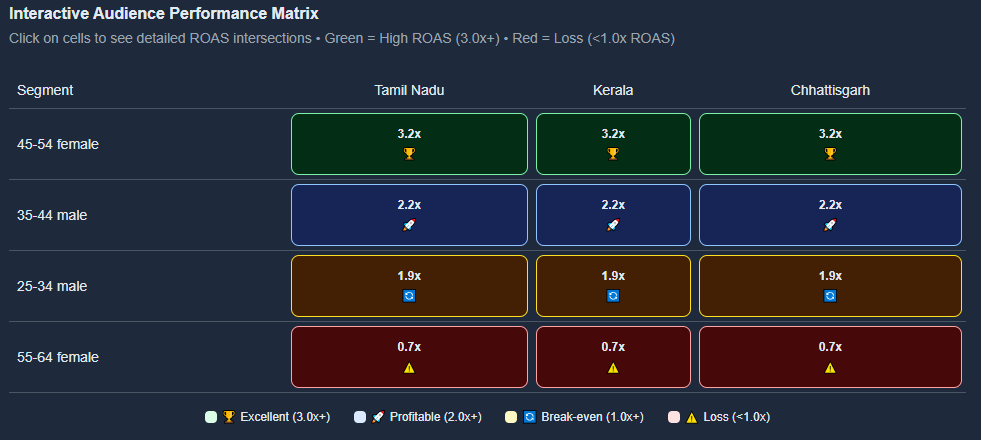 Interactive Audience Performance Matrix
Click on cells to see detailed ROAS intersections • Green = High ROAS (3.0x+) • Red = Loss (<1.0x ROAS)
Segment Tamil Nadu Kerala Chhattisgarh
45-54 female 3.2x 3.2x 3.2x
35-44 male 2.2x 2.2x 2.2x
25-34 male 1.9x 1.9x 1.9x
55-64 female 0.7x 0.7x 0.7x
Excellent (3.0x+) Profitable (2.0x+) Break-even (1.0x+) Loss (<1.0x)